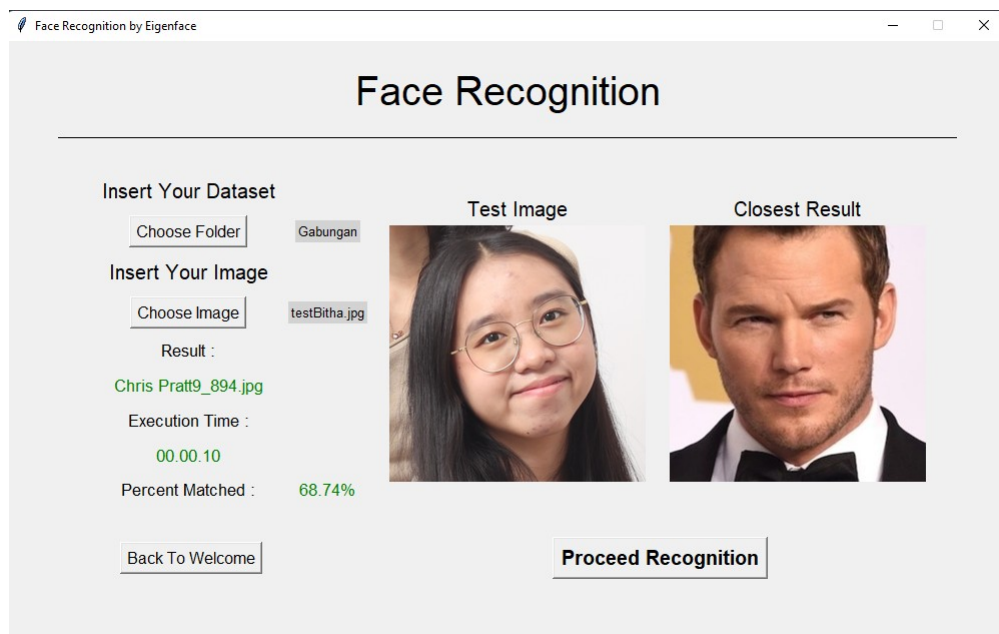 Face Recognition by Eigenface
Face Recognition
Insert Your Dataset
Choose Folder
Gabungan
Insert Your Image
Choose Image
testBitha.jpg
Result :
Chris Pratt9_894.jpg
Execution Time :
00.00.10
Percent Matched :
68.74%
Back To Welcome
Test Image
Closest Result
Proceed Recognition